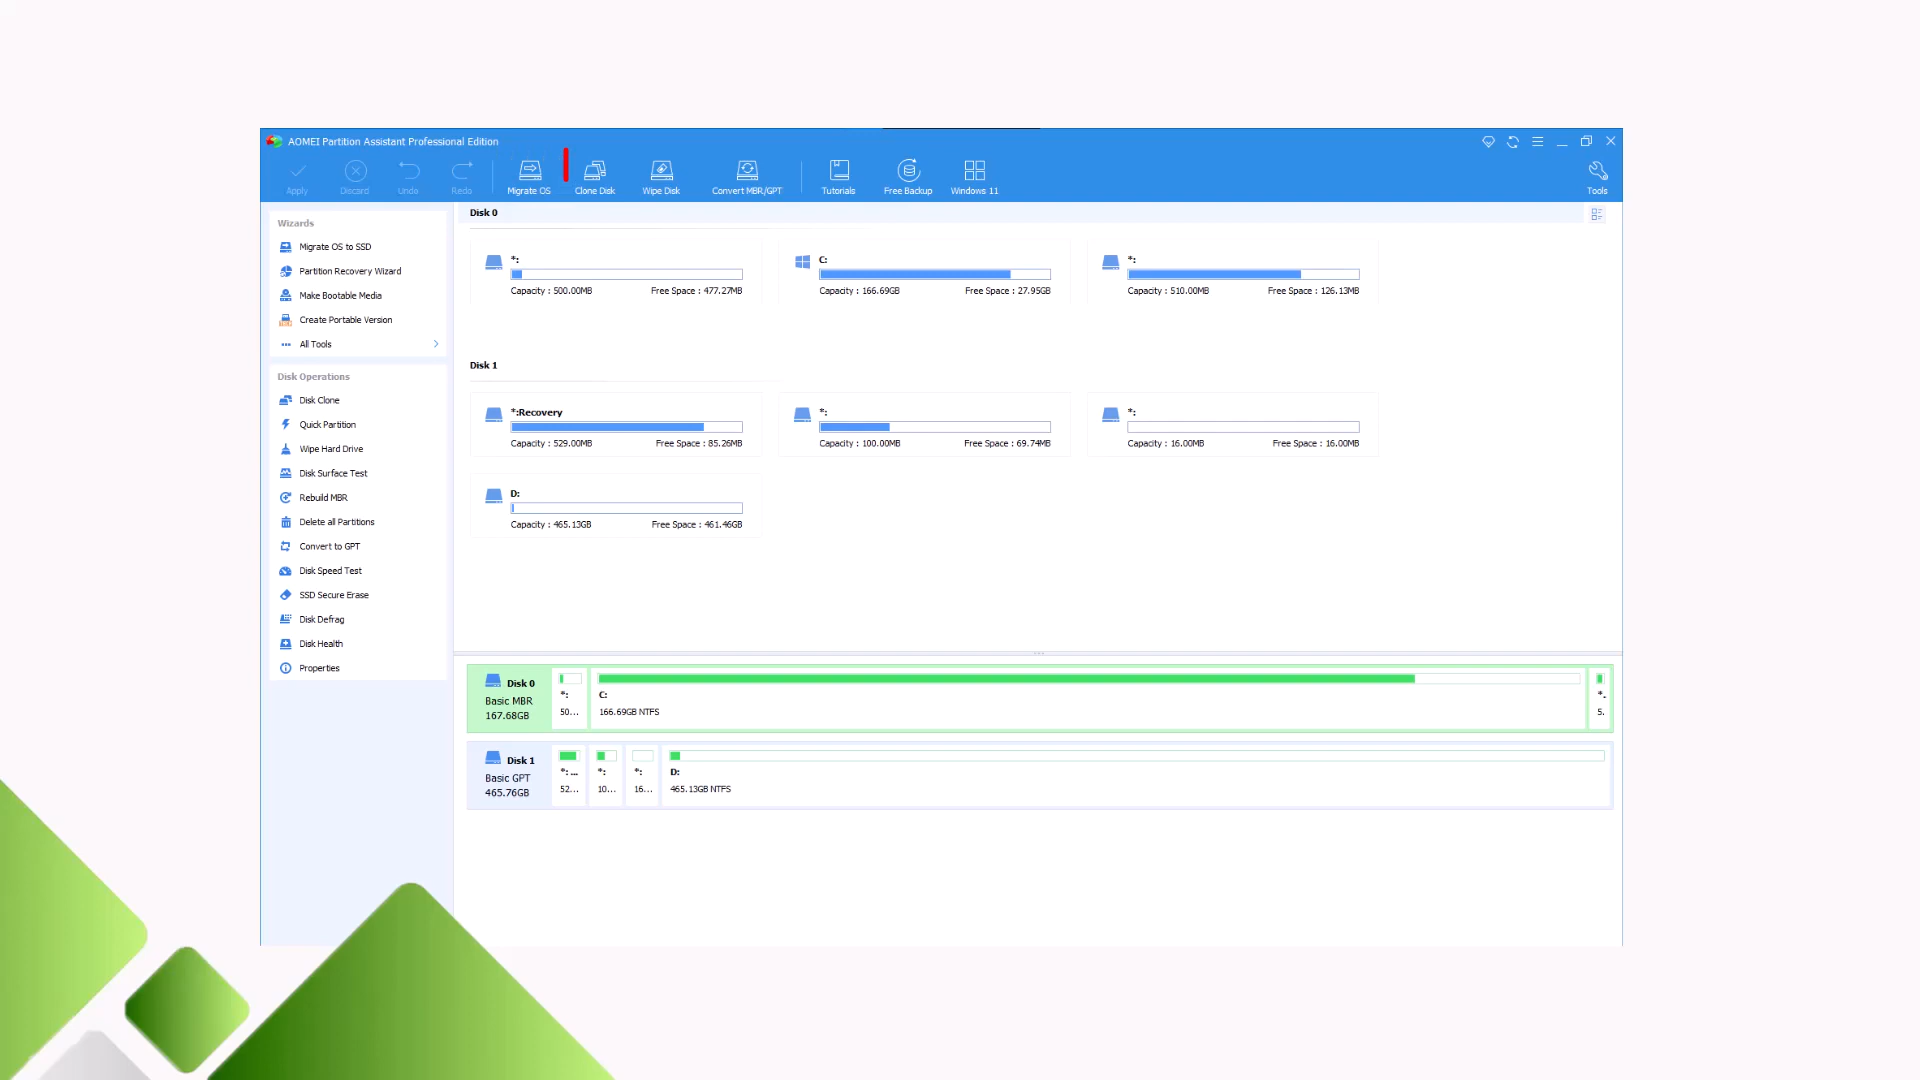 AOMEI Partition Assistant Professional Edition
Apply Discard Undo Redo Migrate OS Clone Disk Wipe Disk Convert MBR/GPT Tutorials Free Backup Windows 11 Tools
Wizards
Migrate OS to SSD
Partition Recovery Wizard
Make Bootable Media
Create Portable Version
All Tools
Disk Operations
Disk Clone
Quick Partition
Wipe Hard Drive
Disk Surface Test
Rebuild MBR
Delete all Partitions
Convert to GPT
Disk Speed Test
SSD Secure Erase
Disk Defrag
Disk Health
Properties
Disk 0
*: C: *:
Capacity : 500.00MB Free Space : 477.27MB Capacity : 166.69GB Free Space : 27.95GB Capacity : 510.00MB Free Space : 126.13MB
Disk 1
*:Recovery *: *:
Capacity : 529.00MB Free Space : 85.26MB Capacity : 100.00MB Free Space : 69.74MB Capacity : 16.00MB Free Space : 16.00MB
D:
Capacity : 465.13GB Free Space : 461.46GB
Disk 0
Basic MBR
167.68GB
*: C: *.
50... 166.69GB NTFS 5.
Disk 1
Basic GPT
465.76GB
*: ... *: *: D:
52... 10... 16... 465.13GB NTFS